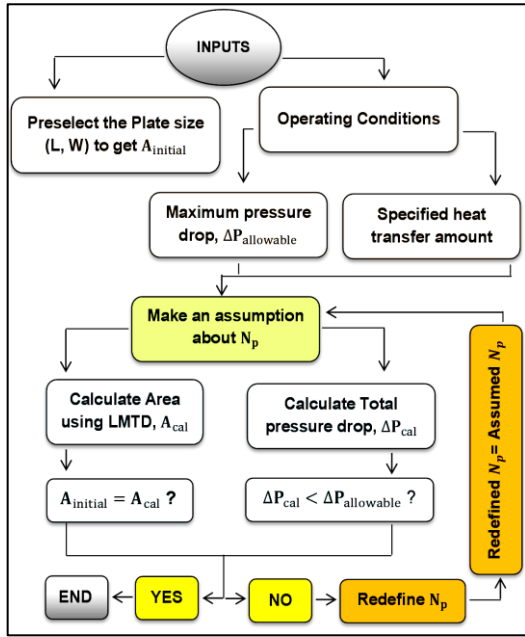 INPUTS
Preselect the Plate size
(L, W) to get A_initial
Operating Conditions
Maximum pressure
drop, ΔP_allowable
Specified heat
transfer amount
Make an assumption
about N_p
Calculate Area
using LMTD, A_cal
Calculate Total
pressure drop, ΔP_cal
A_initial = A_cal ?
ΔP_cal < ΔP_allowable ?
END
YES
NO
Redefine N_p
Redefined N_p= Assumed N_p